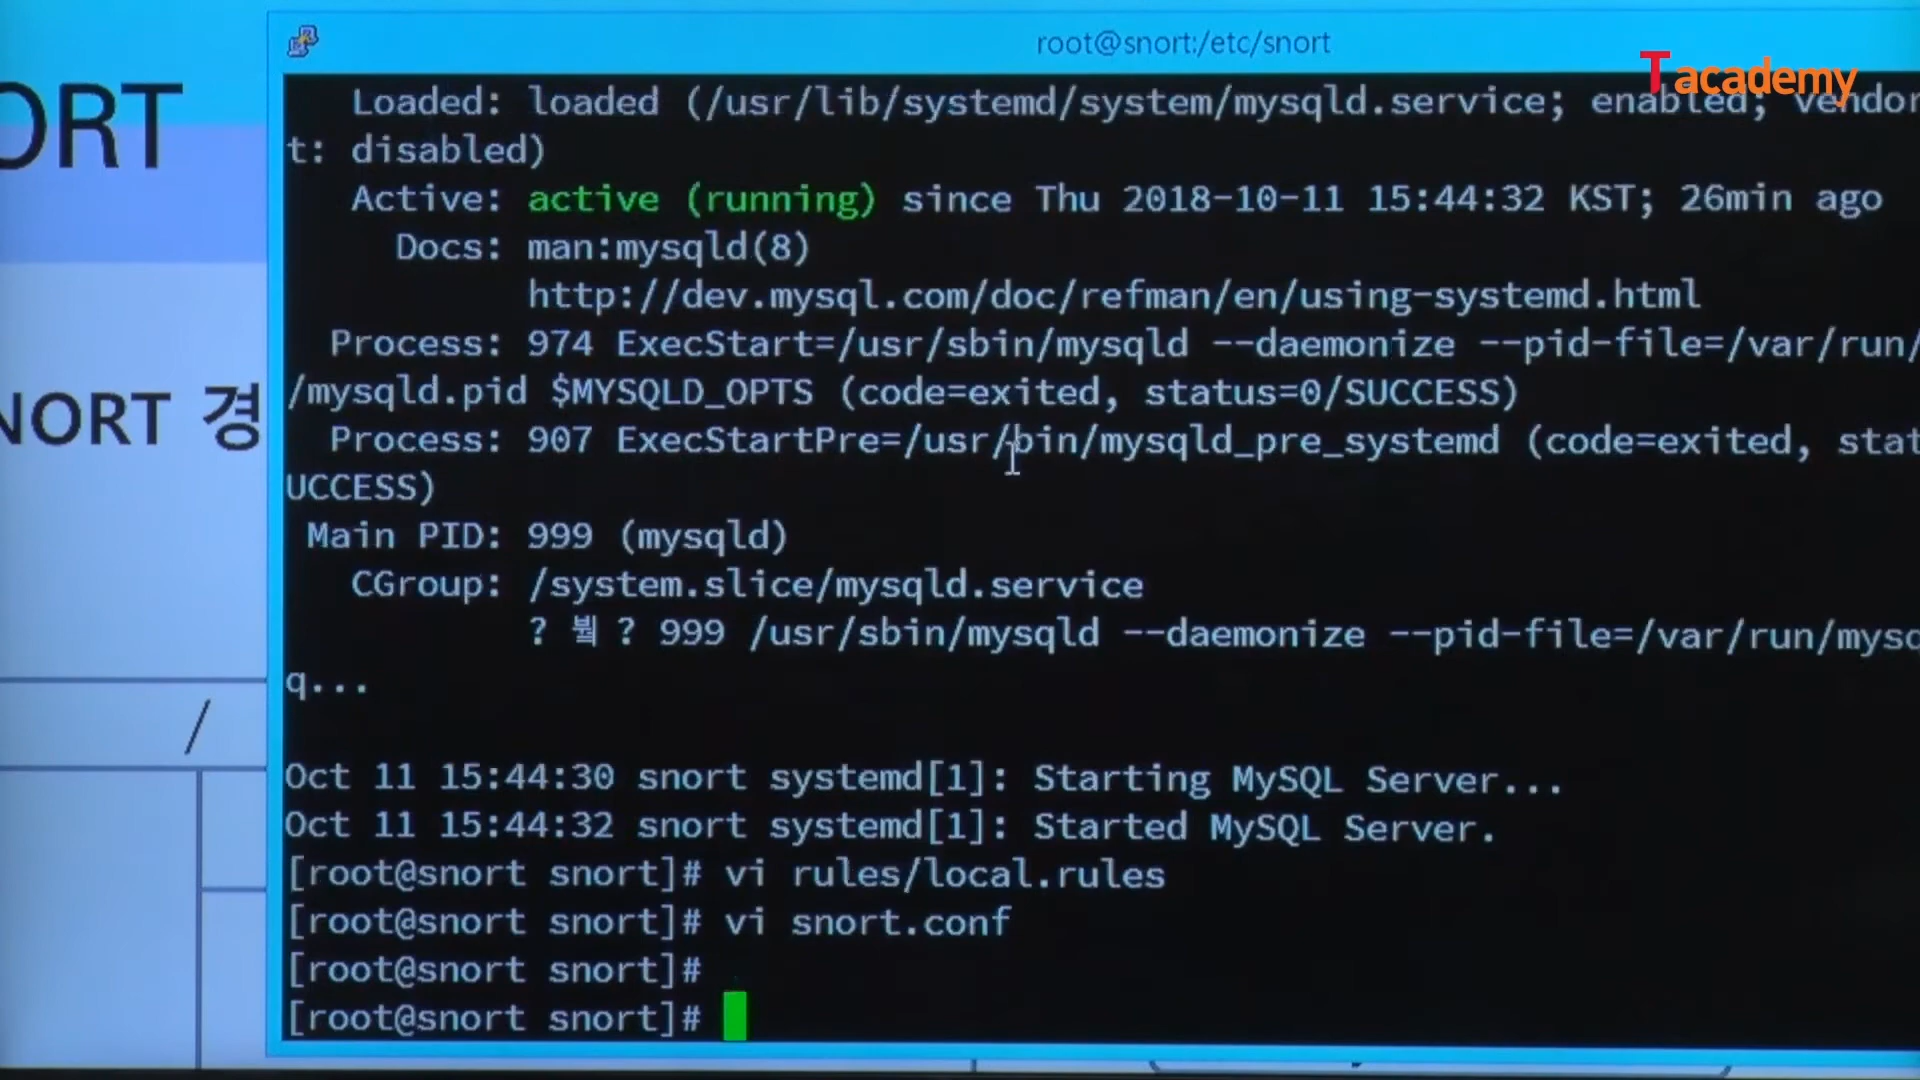 root@snort:/etc/snort
Tacademy
ORT
NORT 경
/
Loaded: loaded (/usr/lib/systemd/system/mysqld.service; enabled; vendor
t: disabled)
Active: active (running) since Thu 2018-10-11 15:44:32 KST; 26min ago
Docs: man:mysqld(8)
http://dev.mysql.com/doc/refman/en/using-systemd.html
Process: 974 ExecStart=/usr/sbin/mysqld --daemonize --pid-file=/var/run/
/mysqld.pid $MYSQLD_OPTS (code=exited, status=0/SUCCESS)
Process: 907 ExecStartPre=/usr/bin/mysqld_pre_systemd (code=exited, stat
UCCESS)
Main PID: 999 (mysqld)
CGroup: /system.slice/mysqld.service
? ? 999 /usr/sbin/mysqld --daemonize --pid-file=/var/run/mysq
q...
Oct 11 15:44:30 snort systemd[1]: Starting MySQL Server...
Oct 11 15:44:32 snort systemd[1]: Started MySQL Server.
[root@snort snort]# vi rules/local.rules
[root@snort snort]# vi snort.conf
[root@snort snort]#
[root@snort snort]#